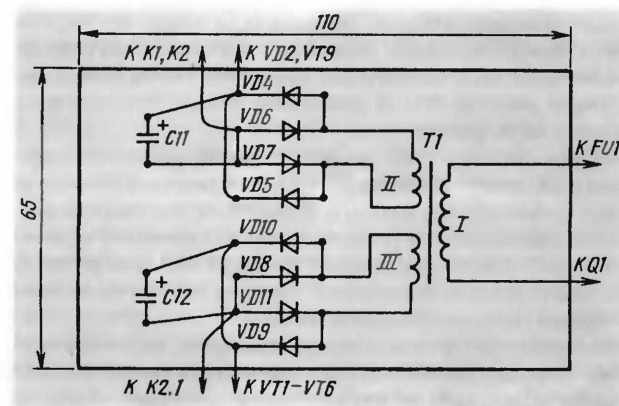 110
К К1, К2
К VD2, VT9
65
VD4
VD6
VD7
VD5
+
C11
T1
II
I
К FU1
К Q1
VD10
VD8
VD11
VD9
+
C12
III
К К2.1
К VT1-VT6